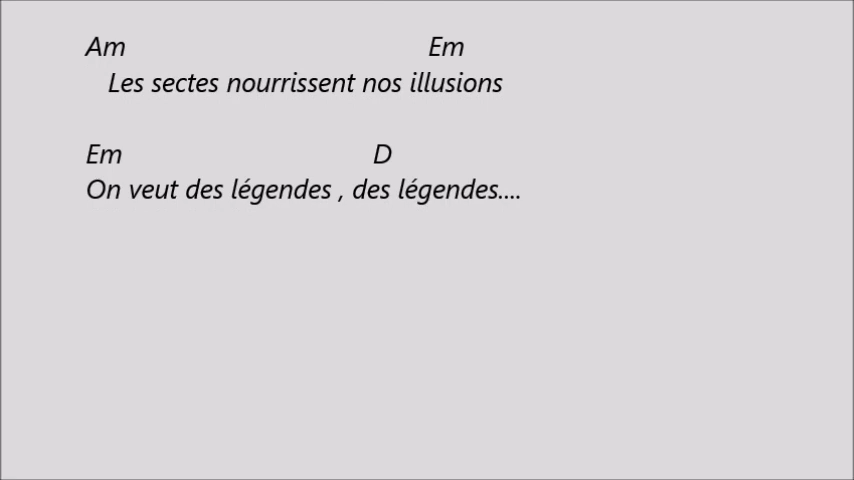 Am Em
Les sectes nourrissent nos illusions
Em D
On veut des légendes , des légendes....